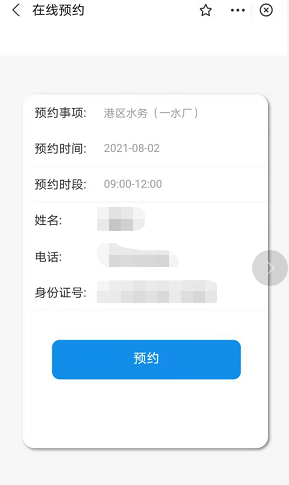 在线预约
预约事项: 港区水务（一水厂）
预约时间: 2021-08-02
预约时段: 09:00-12:00
姓名:
电话:
身份证号:
预约